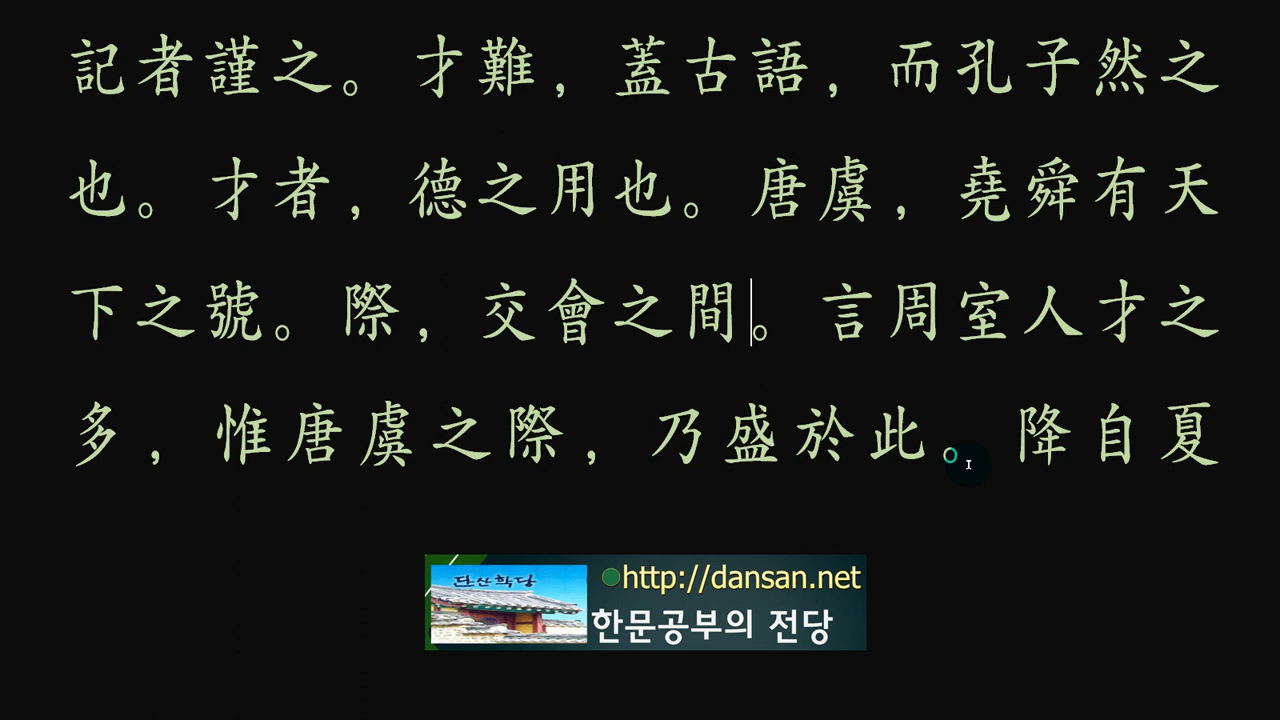 記者謹之。才難，蓋古語，而孔子然之
也。才者，德之用也。唐虞，堯舜有天
下之號。際，交會之間。言周室人才之
多，惟唐虞之際，乃盛於此。降自夏
단산학당
http://dansan.net
한문공부의 전당